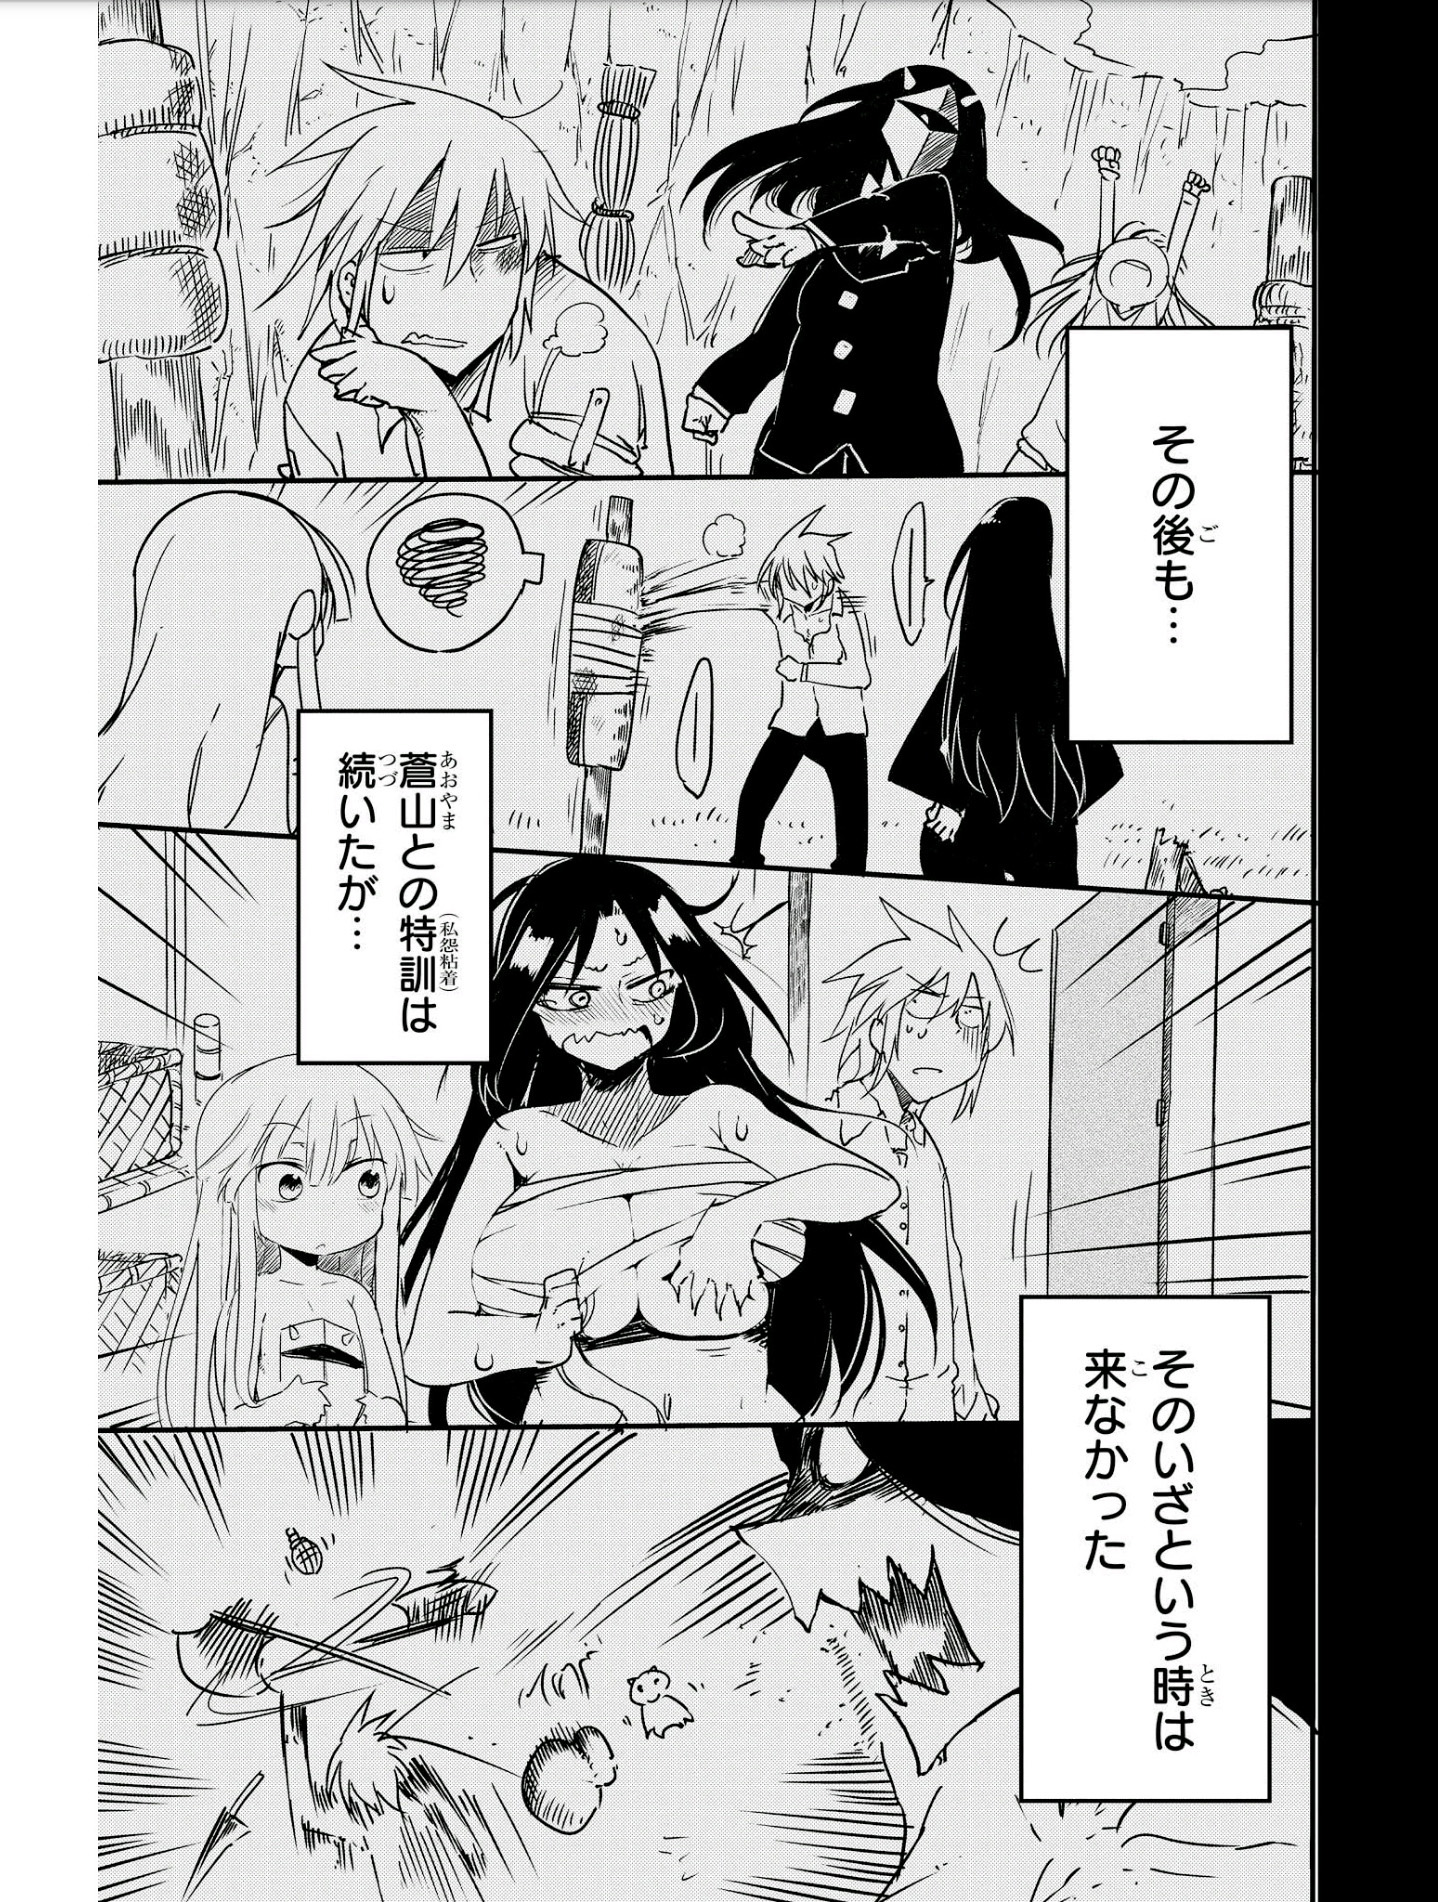 その後も…
蒼山との特訓は
(私怨粘着)
続いたが…
そのいざという時は
来なかった